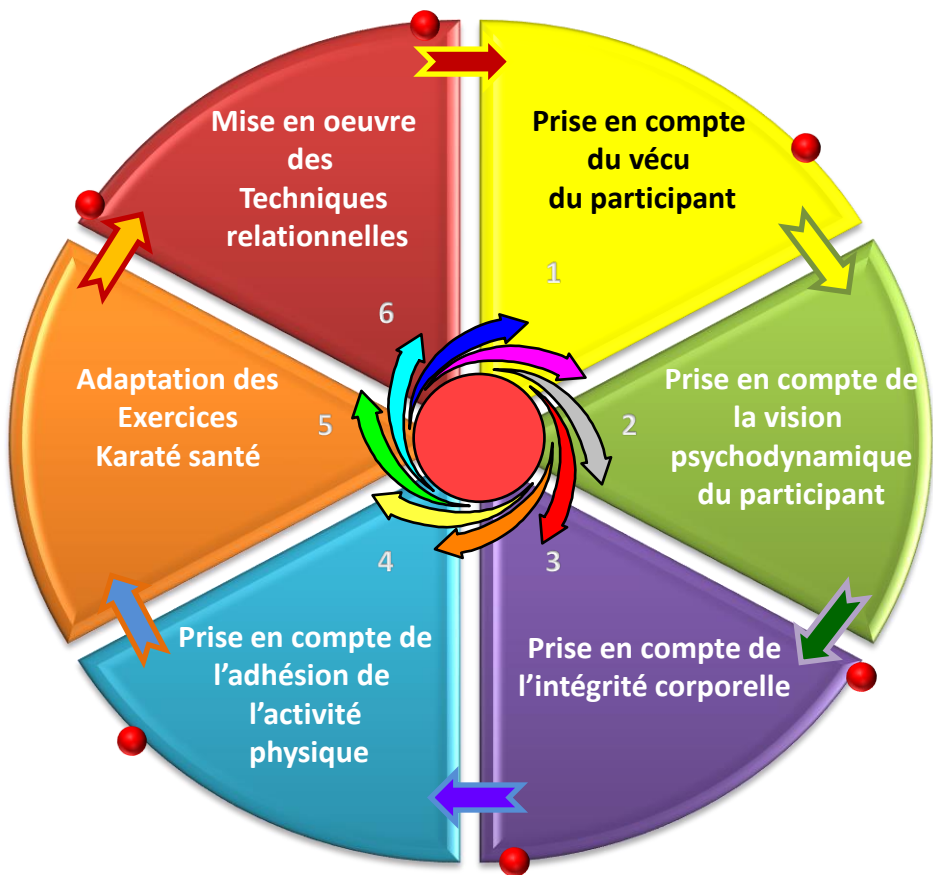 Prise en compte
du vécu
du participant
1
Prise en compte de
la vision
psychodynamique
du participant
2
Prise en compte de
l'intégrité corporelle
3
Prise en compte de
l'adhésion de
l'activité
physique
4
Adaptation des
Exercices
Karaté santé
5
Mise en oeuvre
des
Techniques
relationnelles
6